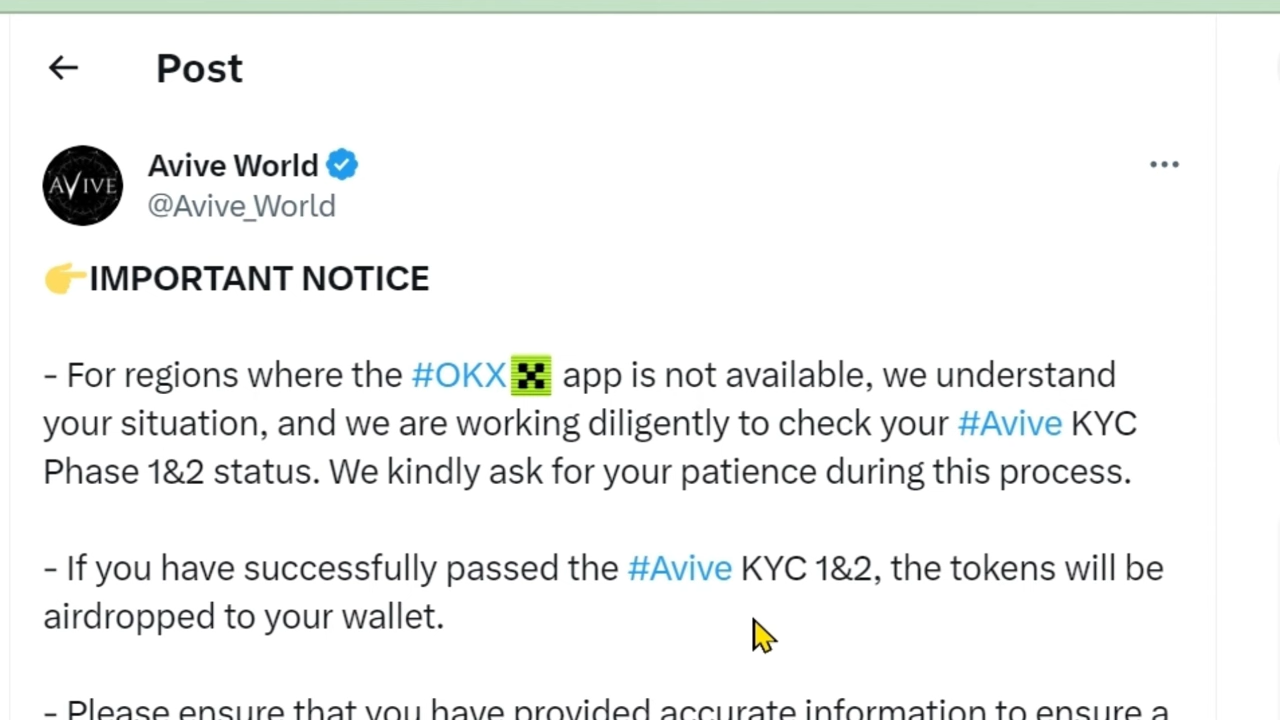 Post
AVIVE
Avive World
@Avive_World
👉IMPORTANT NOTICE
- For regions where the #OKX app is not available, we understand
your situation, and we are working diligently to check your #Avive KYC
Phase 1&2 status. We kindly ask for your patience during this process.
- If you have successfully passed the #Avive KYC 1&2, the tokens will be
airdropped to your wallet.
- Please ensure that you have provided accurate information to ensure a